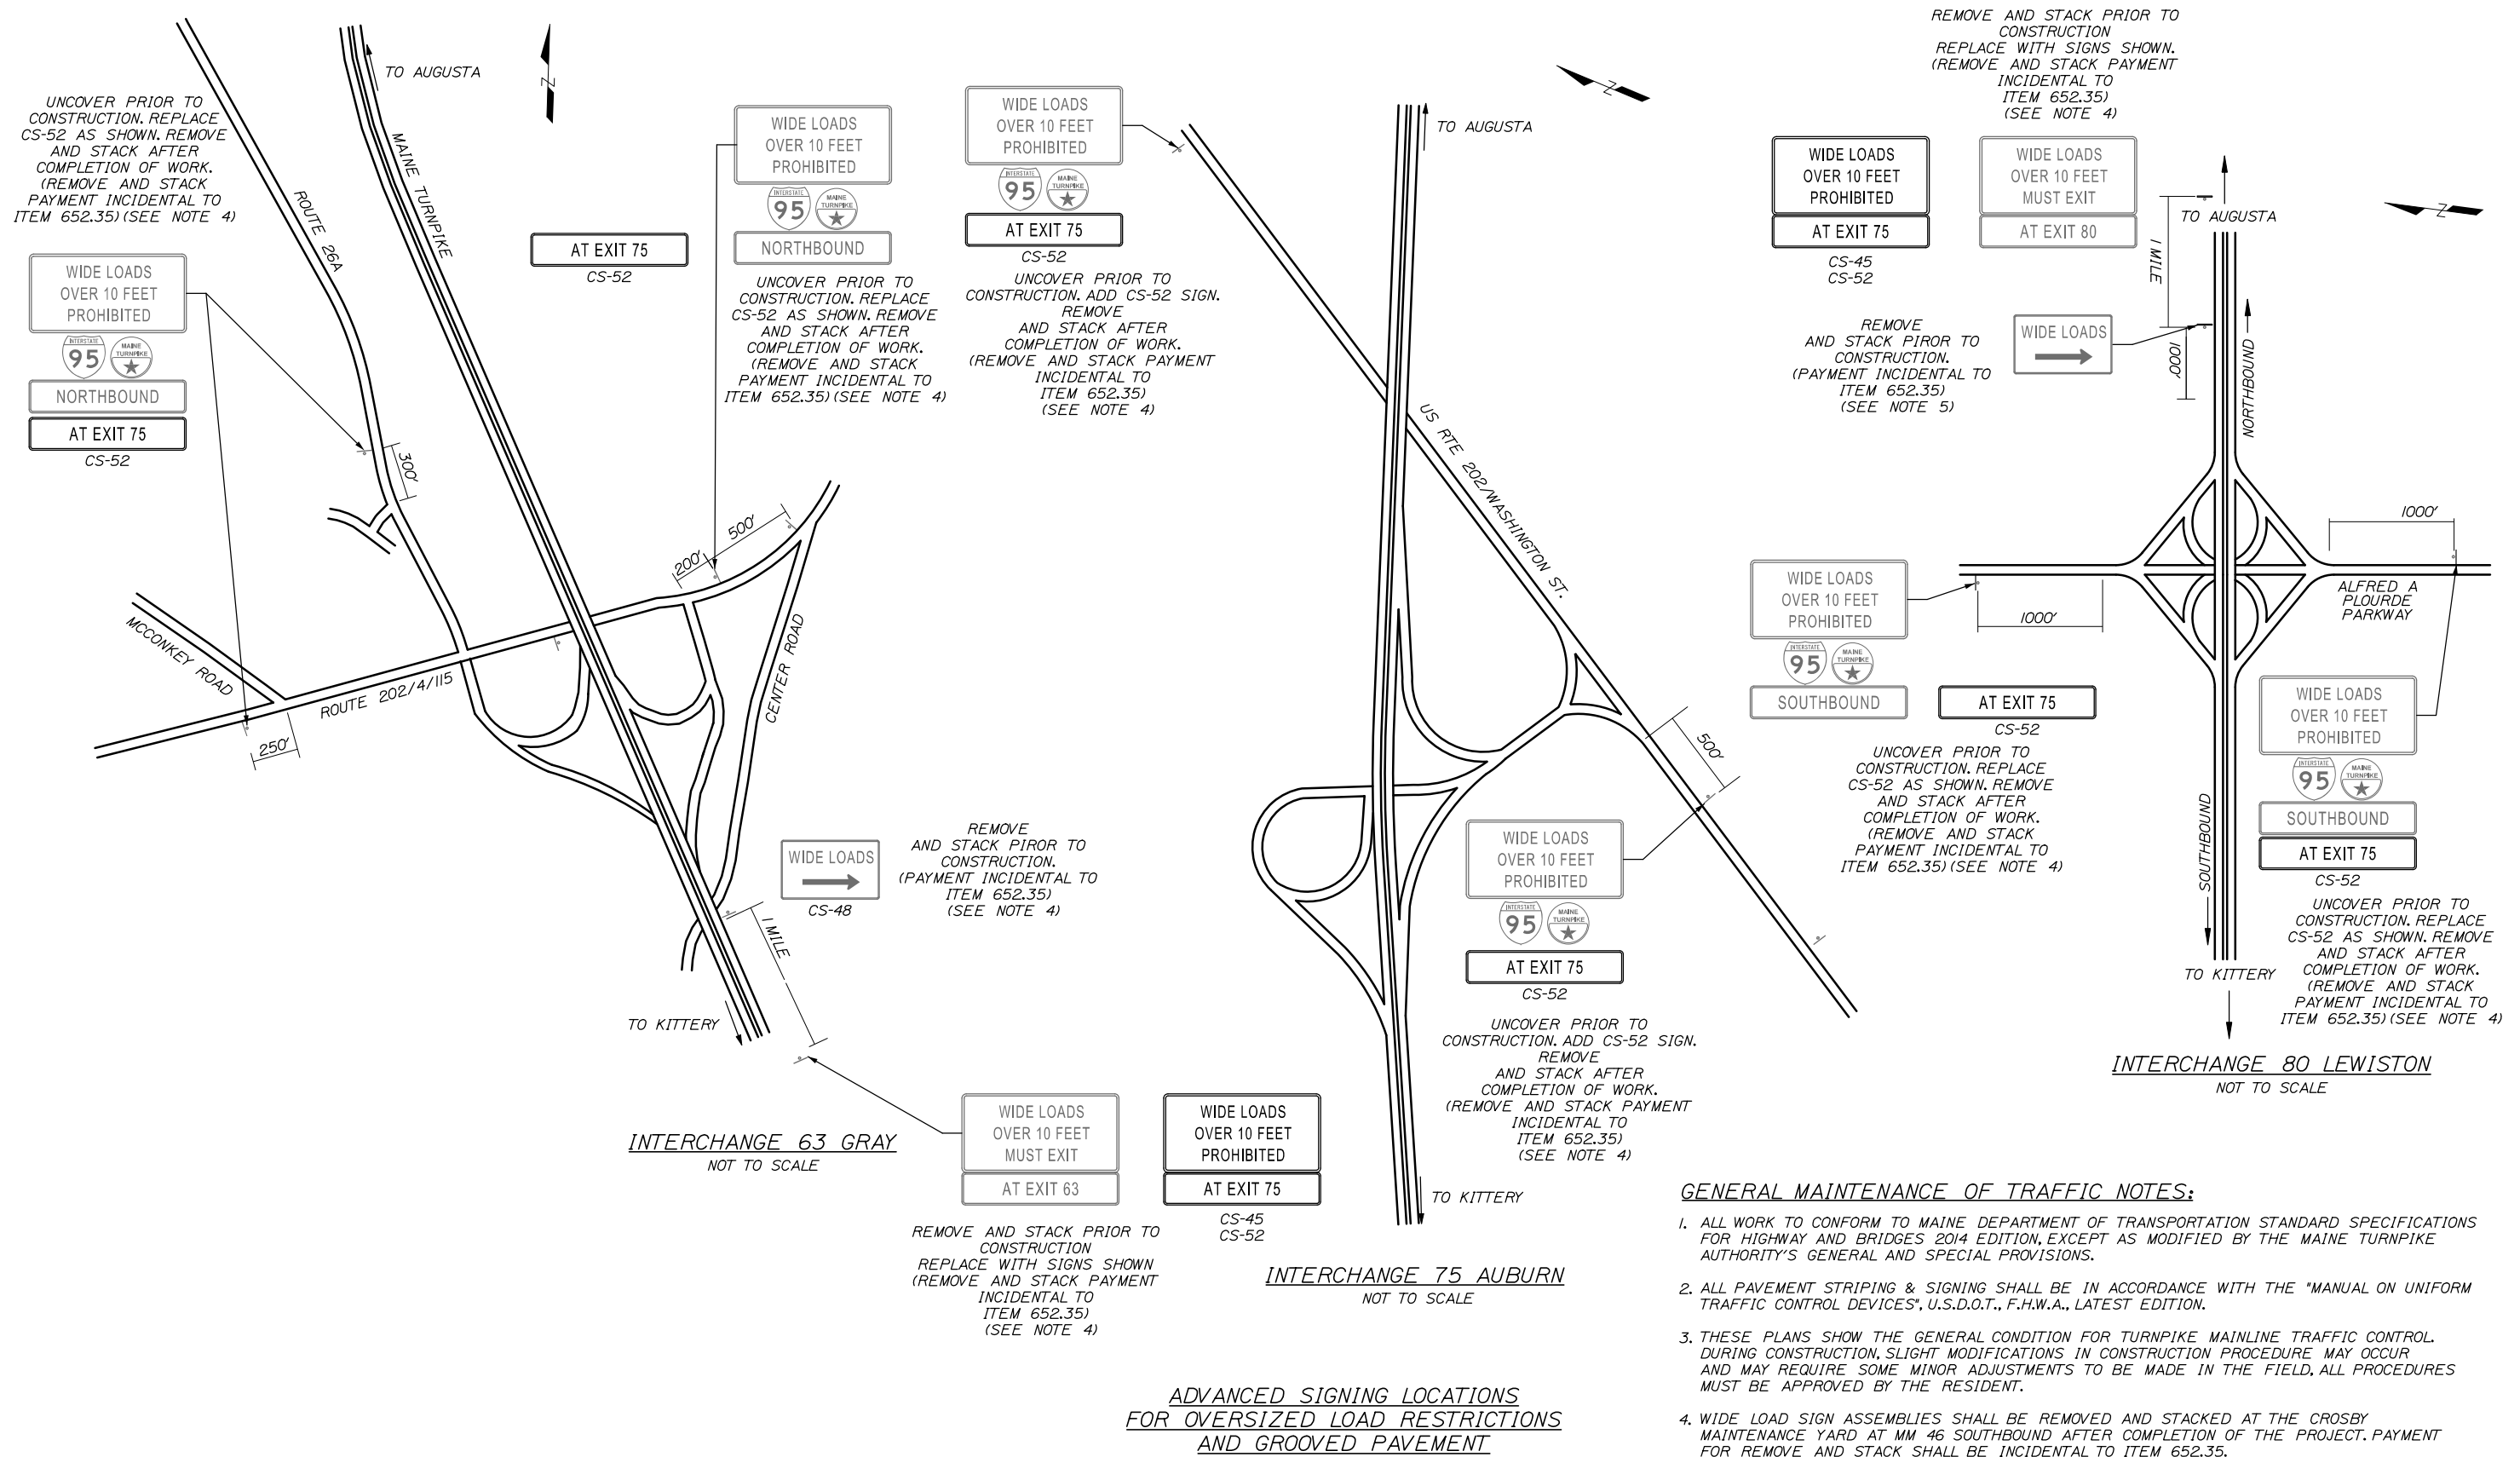 TO AUGUSTA
UNCOVER PRIOR TO
CONSTRUCTION. REPLACE
CS-52 AS SHOWN. REMOVE
AND STACK AFTER
COMPLETION OF WORK.
(REMOVE AND STACK
PAYMENT INCIDENTAL TO
ITEM 652.35) (SEE NOTE 4)
WIDE LOADS
OVER 10 FEET
PROHIBITED
INTERSTATE
95
MAINE
TURNPIKE
NORTHBOUND
AT EXIT 75
CS-52
ROUTE 26A
MAINE TURNPIKE
300'
MCCONKEY ROAD
250'
ROUTE 202/4/115
Z
AT EXIT 75
CS-52
WIDE LOADS
OVER 10 FEET
PROHIBITED
INTERSTATE
95
MAINE
TURNPIKE
NORTHBOUND
UNCOVER PRIOR TO
CONSTRUCTION. REPLACE
CS-52 AS SHOWN. REMOVE
AND STACK AFTER
COMPLETION OF WORK.
(REMOVE AND STACK
PAYMENT INCIDENTAL TO
ITEM 652.35) (SEE NOTE 4)
200'
500'
CENTER ROAD
WIDE LOADS
CS-48
REMOVE
AND STACK PIROR TO
CONSTRUCTION.
(PAYMENT INCIDENTAL TO
ITEM 652.35)
(SEE NOTE 4)
1 MILE
TO KITTERY
WIDE LOADS
OVER 10 FEET
MUST EXIT
AT EXIT 63
WIDE LOADS
OVER 10 FEET
PROHIBITED
AT EXIT 75
CS-45
CS-52
REMOVE AND STACK PRIOR TO
CONSTRUCTION
REPLACE WITH SIGNS SHOWN
(REMOVE AND STACK PAYMENT
INCIDENTAL TO
ITEM 652.35)
(SEE NOTE 4)
INTERCHANGE 63 GRAY
NOT TO SCALE
WIDE LOADS
OVER 10 FEET
PROHIBITED
INTERSTATE
95
MAINE
TURNPIKE
AT EXIT 75
CS-52
UNCOVER PRIOR TO
CONSTRUCTION. ADD CS-52 SIGN.
REMOVE
AND STACK AFTER
COMPLETION OF WORK.
(REMOVE AND STACK PAYMENT
INCIDENTAL TO
ITEM 652.35)
(SEE NOTE 4)
TO AUGUSTA
Z
US RTE 202/WASHINGTON ST.
500'
WIDE LOADS
OVER 10 FEET
PROHIBITED
INTERSTATE
95
MAINE
TURNPIKE
AT EXIT 75
CS-52
UNCOVER PRIOR TO
CONSTRUCTION. ADD CS-52 SIGN.
REMOVE
AND STACK AFTER
COMPLETION OF WORK.
(REMOVE AND STACK PAYMENT
INCIDENTAL TO
ITEM 652.35)
(SEE NOTE 4)
TO KITTERY
INTERCHANGE 75 AUBURN
NOT TO SCALE
REMOVE AND STACK PRIOR TO
CONSTRUCTION
REPLACE WITH SIGNS SHOWN.
(REMOVE AND STACK PAYMENT
INCIDENTAL TO
ITEM 652.35)
(SEE NOTE 4)
WIDE LOADS
OVER 10 FEET
PROHIBITED
AT EXIT 75
CS-45
CS-52
WIDE LOADS
OVER 10 FEET
MUST EXIT
AT EXIT 80
TO AUGUSTA
Z
1 MILE
REMOVE
AND STACK PIROR TO
CONSTRUCTION.
(PAYMENT INCIDENTAL TO
ITEM 652.35)
(SEE NOTE 5)
WIDE LOADS
1000'
NORTHBOUND
1000'
ALFRED A
PLOURDE
PARKWAY
WIDE LOADS
OVER 10 FEET
PROHIBITED
INTERSTATE
95
MAINE
TURNPIKE
SOUTHBOUND
1000'
AT EXIT 75
CS-52
UNCOVER PRIOR TO
CONSTRUCTION. REPLACE
CS-52 AS SHOWN. REMOVE
AND STACK AFTER
COMPLETION OF WORK.
(REMOVE AND STACK
PAYMENT INCIDENTAL TO
ITEM 652.35) (SEE NOTE 4)
SOUTHBOUND
WIDE LOADS
OVER 10 FEET
PROHIBITED
INTERSTATE
95
MAINE
TURNPIKE
SOUTHBOUND
AT EXIT 75
CS-52
UNCOVER PRIOR TO
CONSTRUCTION. REPLACE
CS-52 AS SHOWN. REMOVE
AND STACK AFTER
COMPLETION OF WORK.
(REMOVE AND STACK
PAYMENT INCIDENTAL TO
ITEM 652.35) (SEE NOTE 4)
TO KITTERY
INTERCHANGE 80 LEWISTON
NOT TO SCALE
GENERAL MAINTENANCE OF TRAFFIC NOTES:
1. ALL WORK TO CONFORM TO MAINE DEPARTMENT OF TRANSPORTATION STANDARD SPECIFICATIONS
FOR HIGHWAY AND BRIDGES 2014 EDITION, EXCEPT AS MODIFIED BY THE MAINE TURNPIKE
AUTHORITY'S GENERAL AND SPECIAL PROVISIONS.
2. ALL PAVEMENT STRIPING & SIGNING SHALL BE IN ACCORDANCE WITH THE "MANUAL ON UNIFORM
TRAFFIC CONTROL DEVICES", U.S.D.O.T., F.H.W.A., LATEST EDITION.
3. THESE PLANS SHOW THE GENERAL CONDITION FOR TURNPIKE MAINLINE TRAFFIC CONTROL.
DURING CONSTRUCTION, SLIGHT MODIFICATIONS IN CONSTRUCTION PROCEDURE MAY OCCUR
AND MAY REQUIRE SOME MINOR ADJUSTMENTS TO BE MADE IN THE FIELD, ALL PROCEDURES
MUST BE APPROVED BY THE RESIDENT.
4. WIDE LOAD SIGN ASSEMBLIES SHALL BE REMOVED AND STACKED AT THE CROSBY
MAINTENANCE YARD AT MM 46 SOUTHBOUND AFTER COMPLETION OF THE PROJECT. PAYMENT
FOR REMOVE AND STACK SHALL BE INCIDENTAL TO ITEM 652.35.
ADVANCED SIGNING LOCATIONS
FOR OVERSIZED LOAD RESTRICTIONS
AND GROOVED PAVEMENT